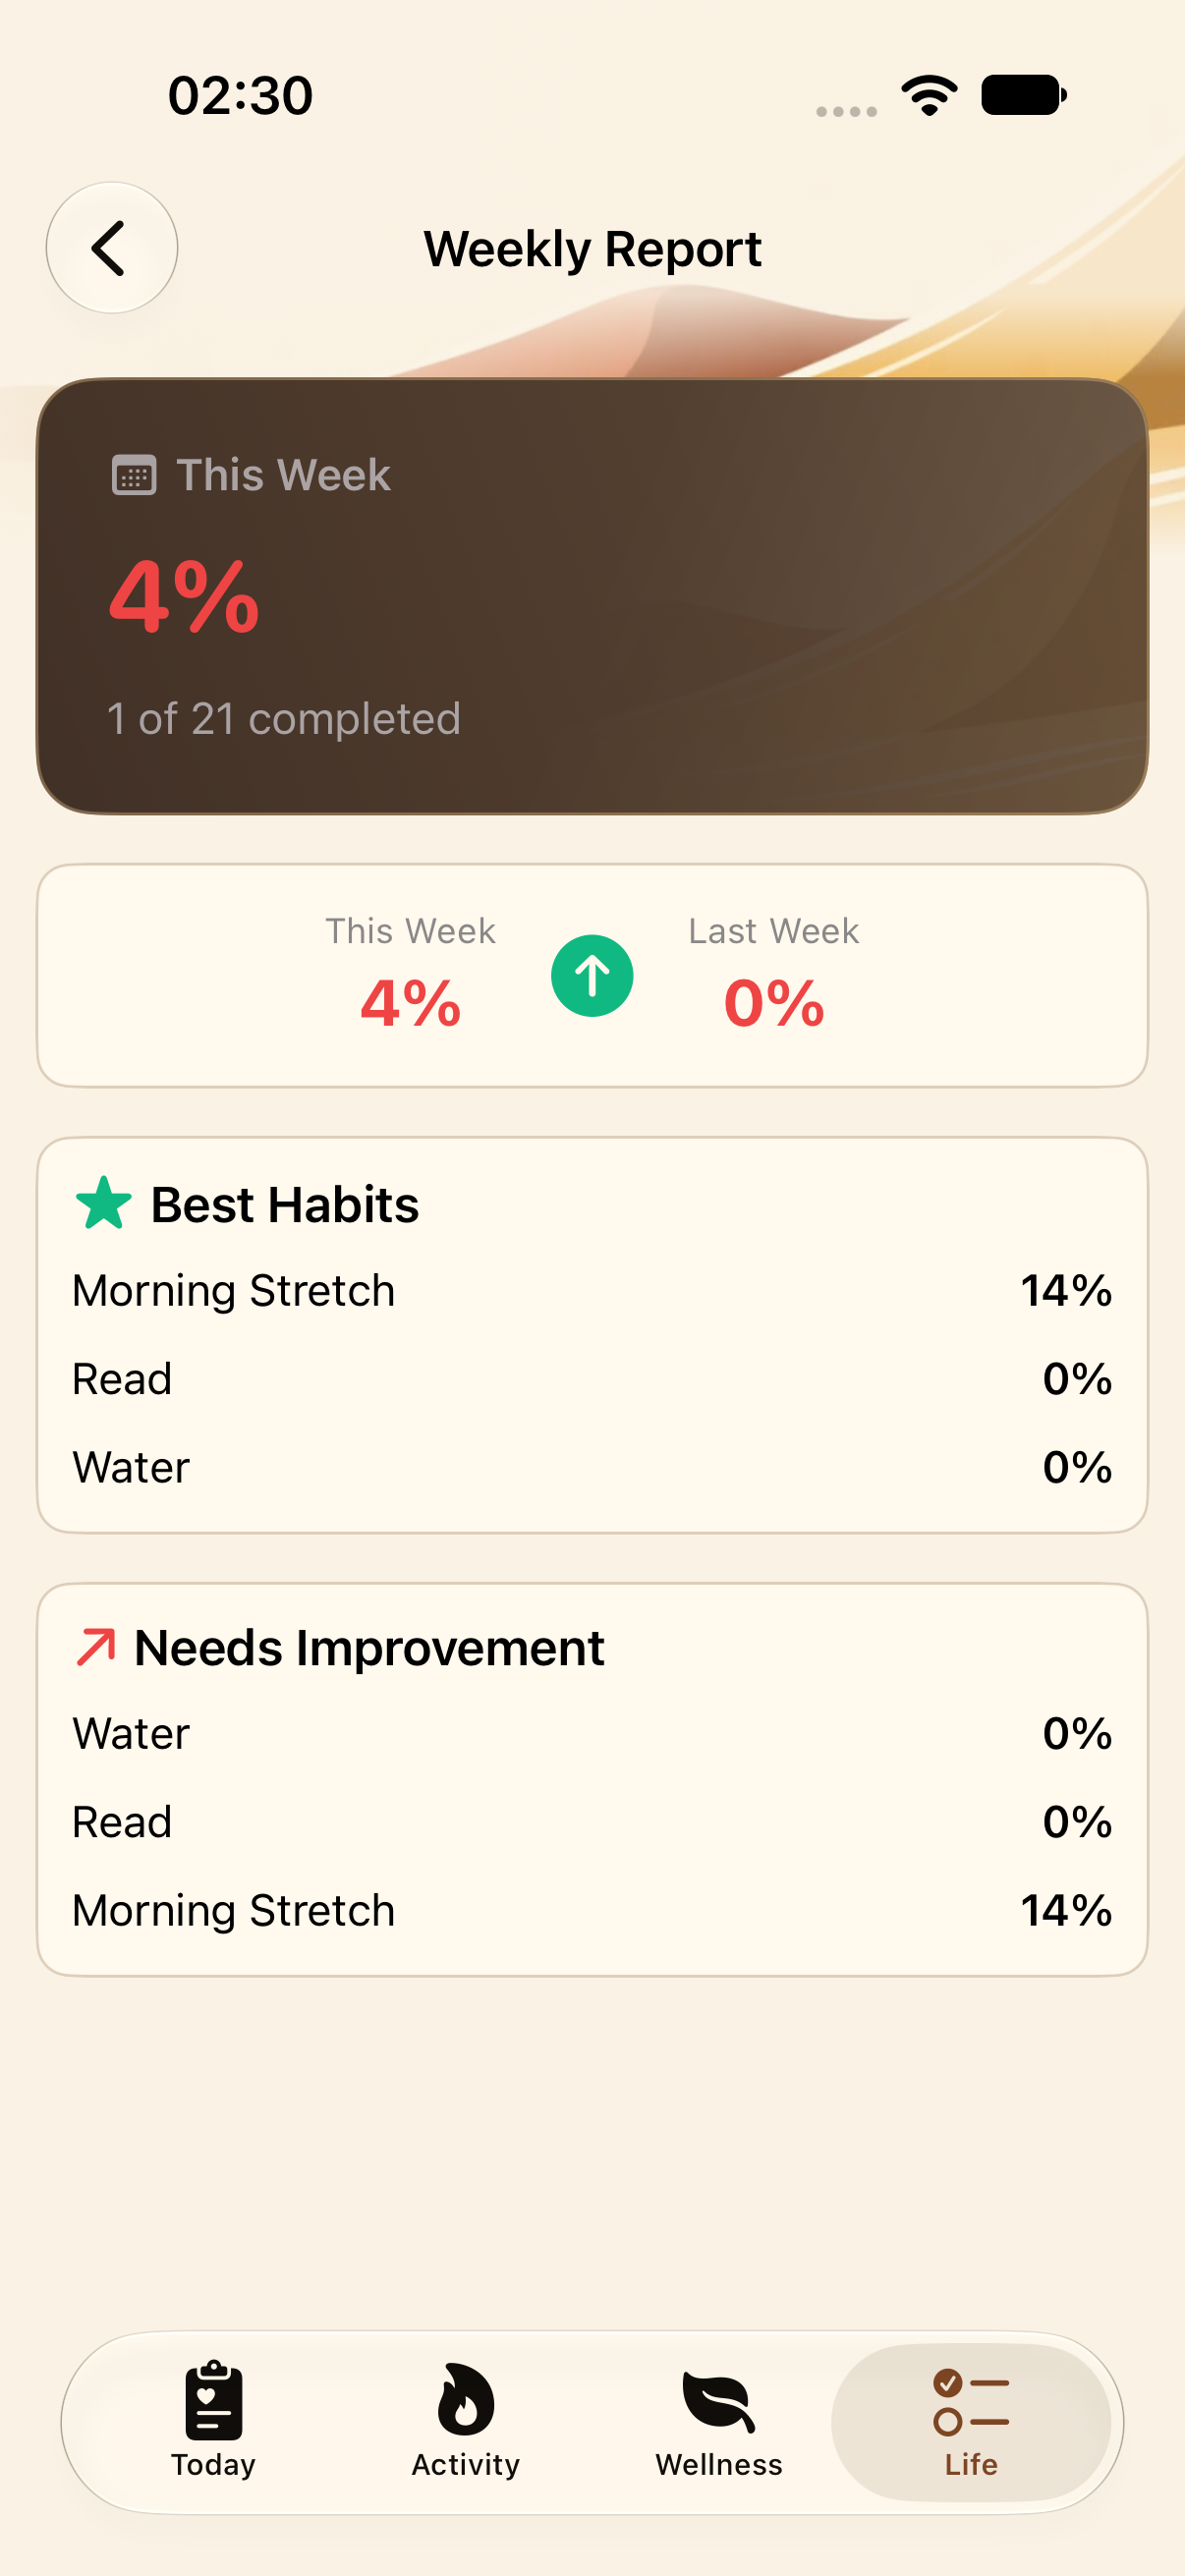 02:30
Weekly Report
This Week
4%
1 of 21 completed
This Week
Last Week
4%
0%
Best Habits
Morning Stretch 14%
Read 0%
Water 0%
Needs Improvement
Water 0%
Read 0%
Morning Stretch 14%
Today
Activity
Wellness
Life